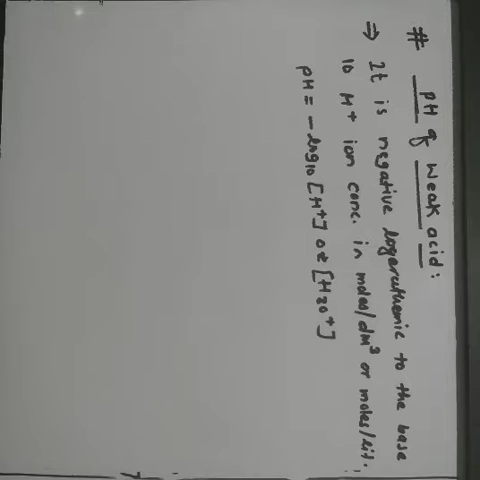 # pH of weak acid:
⇒ It is negative logeruthemic to the base
10 H+ ion conc. in moles/dm³ or moles/lit.
pH = -log10 [H+] or [H3O+]